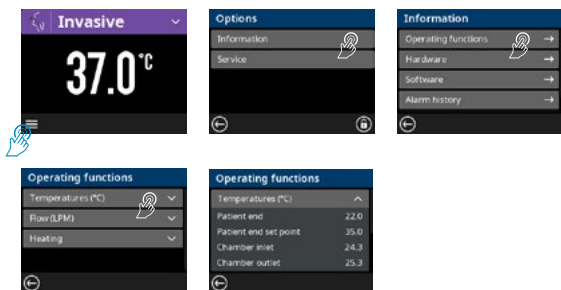 Invasive
37.0°C
Options
Information
Service
Information
Operating functions
Hardware
Software
Alarm history
Operating functions
Temperatures (°C)
Flow (LPM)
Heating
Operating functions
Temperatures (°C)
Patient end 22.0
Patient end set point 35.0
Chamber inlet 24.3
Chamber outlet 25.3